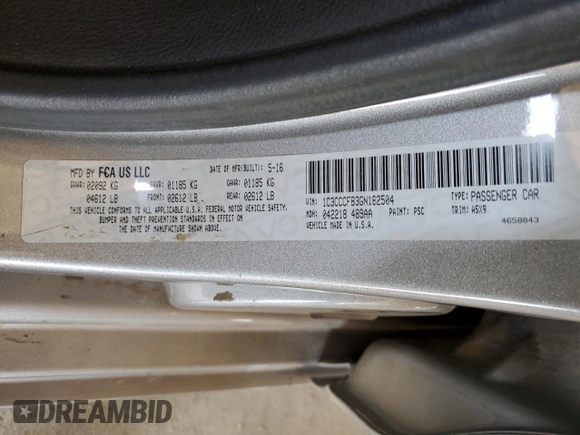 MFD BY FCA US LLC DATE OF MFR(BUILT): 5-16
GVWR: 02092 KG GAWR: 01185 KG GAWR: 01185 KG
04612 LB FRONT: 02612 LB REAR: 02612 LB
THIS VEHICLE CONFORMS TO ALL APPLICABLE U.S.A. FEDERAL MOTOR VEHICLE SAFETY,
BUMPER AND THEFT PREVENTION STANDARDS IN EFFECT ON
THE DATE OF MANUFACTURE SHOWN ABOVE.
VIN: 1C3CCCFB3GN182504 TYPE: PASSENGER CAR
MDH: 042218 489AA PAINT: PSC TRIM: A5X9
VEHICLE MADE IN U.S.A. 4658843
DREAMBID